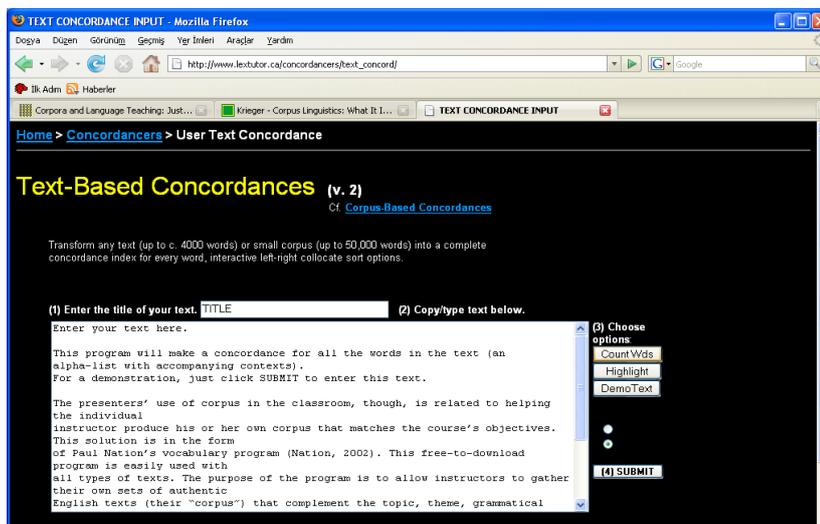 TEXT CONCORDANCE INPUT - Mozilla Firefox
Dosya Düzen Görünüm Geçmiş Yer İmleri Araçlar Yardım
http://www.lextutor.ca/concordancers/text_concord/
Google
İlk Adım Haberler
Corpora and Language Teaching: Just... Krieger - Corpus Linguistics: What It I... TEXT CONCORDANCE INPUT
Home > Concordancers > User Text Concordance
Text-Based Concordances (v. 2)
Cf. Corpus-Based Concordances
Transform any text (up to c. 4000 words) or small corpus (up to 50,000 words) into a complete
concordance index for every word, interactive left-right collocate sort options.
(1) Enter the title of your text. TITLE (2) Copy/type text below.
Enter your text here.
This program will make a concordance for all the words in the text (an
alpha-list with accompanying contexts).
For a demonstration, just click SUBMIT to enter this text.
The presenters' use of corpus in the classroom, though, is related to helping
the individual
instructor produce his or her own corpus that matches the course's objectives.
This solution is in the form
of Paul Nation's vocabulary program (Nation, 2002). This free-to-download
program is easily used with
all types of texts. The purpose of the program is to allow instructors to gather
their own sets of authentic
English texts (their "corpus") that complement the topic, theme, grammatical
(3) Choose
options:
Count Wds
Highlight
DemoText
(4) SUBMIT